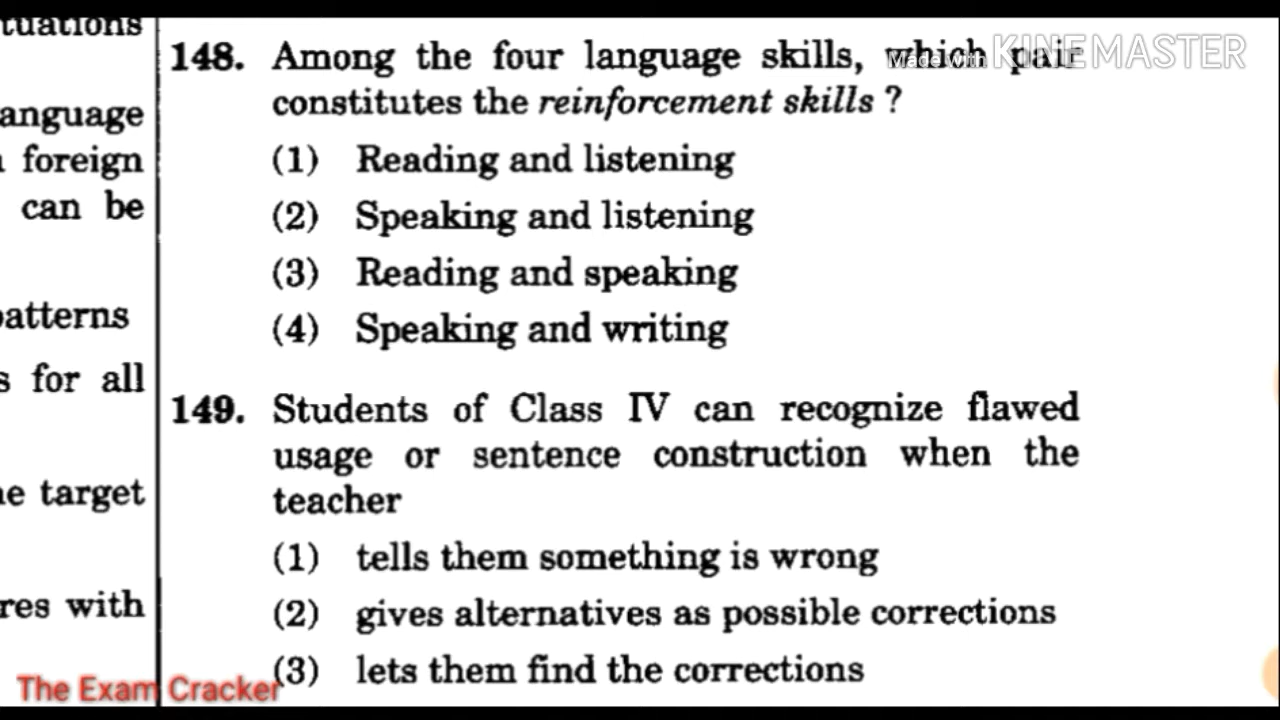 tuations
anguage
foreign
can be
patterns
s for all
e target
res with
148. Among the four language skills, which pair
constitutes the reinforcement skills ?
(1) Reading and listening
(2) Speaking and listening
(3) Reading and speaking
(4) Speaking and writing
149. Students of Class IV can recognize flawed
usage or sentence construction when the
teacher
(1) tells them something is wrong
(2) gives alternatives as possible corrections
(3) lets them find the corrections
Made with KINEMASTER
The Exam Cracker